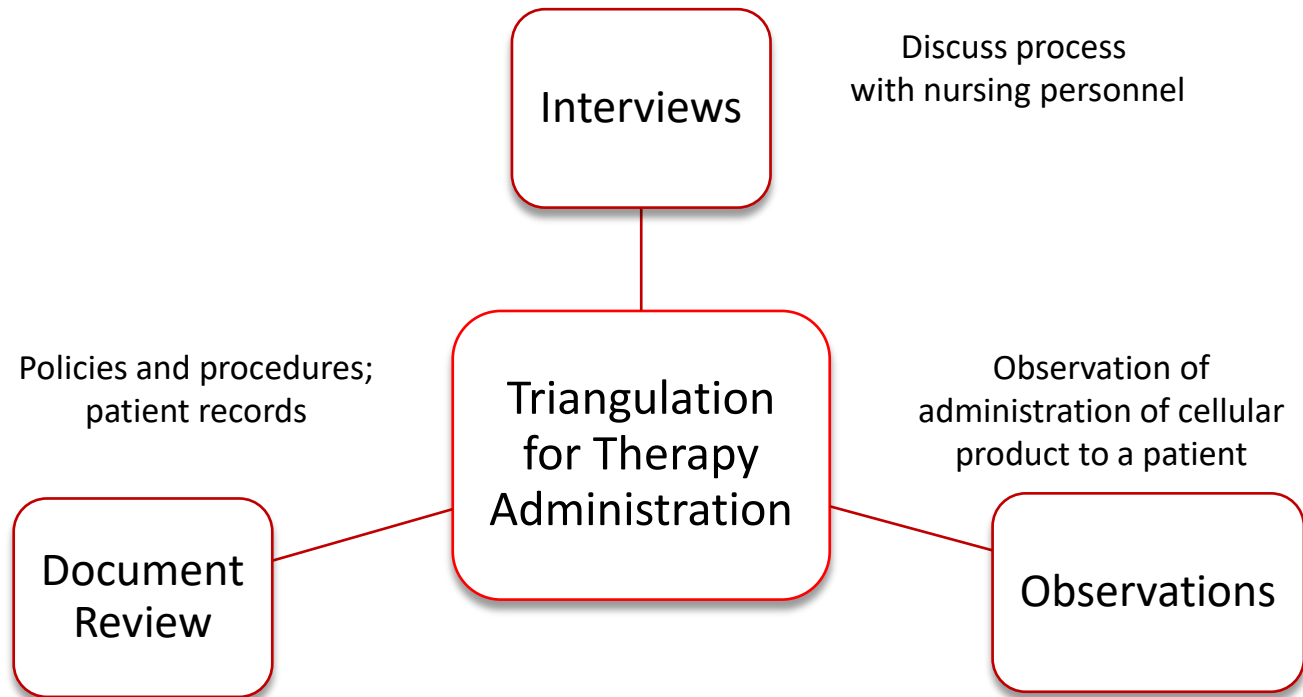 Interviews
Discuss process
with nursing personnel
Triangulation
for Therapy
Administration
Policies and procedures;
patient records
Document
Review
Observation of
administration of cellular
product to a patient
Observations